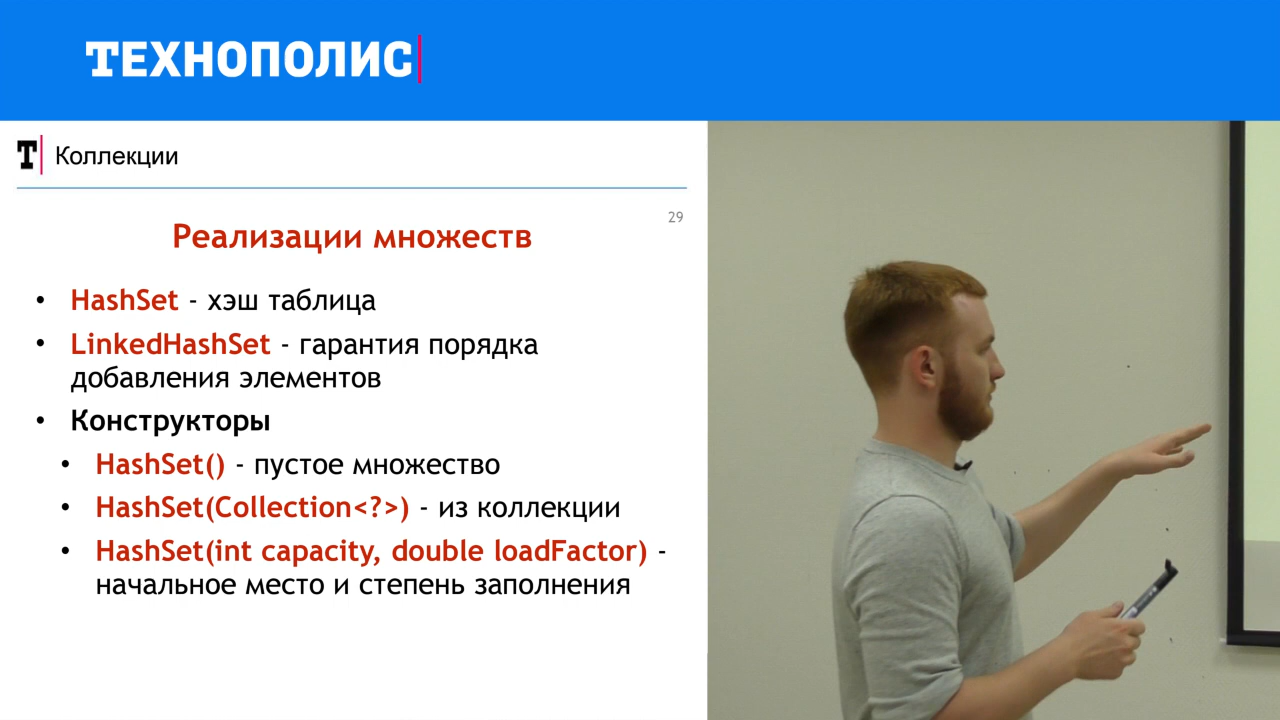 ТЕХНОПОЛИС
Т Коллекции
29
Реализации множеств
• HashSet - хэш таблица
• LinkedHashSet - гарантия порядка
добавления элементов
• Конструкторы
• HashSet() - пустое множество
• HashSet(Collection<?>) - из коллекции
• HashSet(int capacity, double loadFactor) -
начальное место и степень заполнения